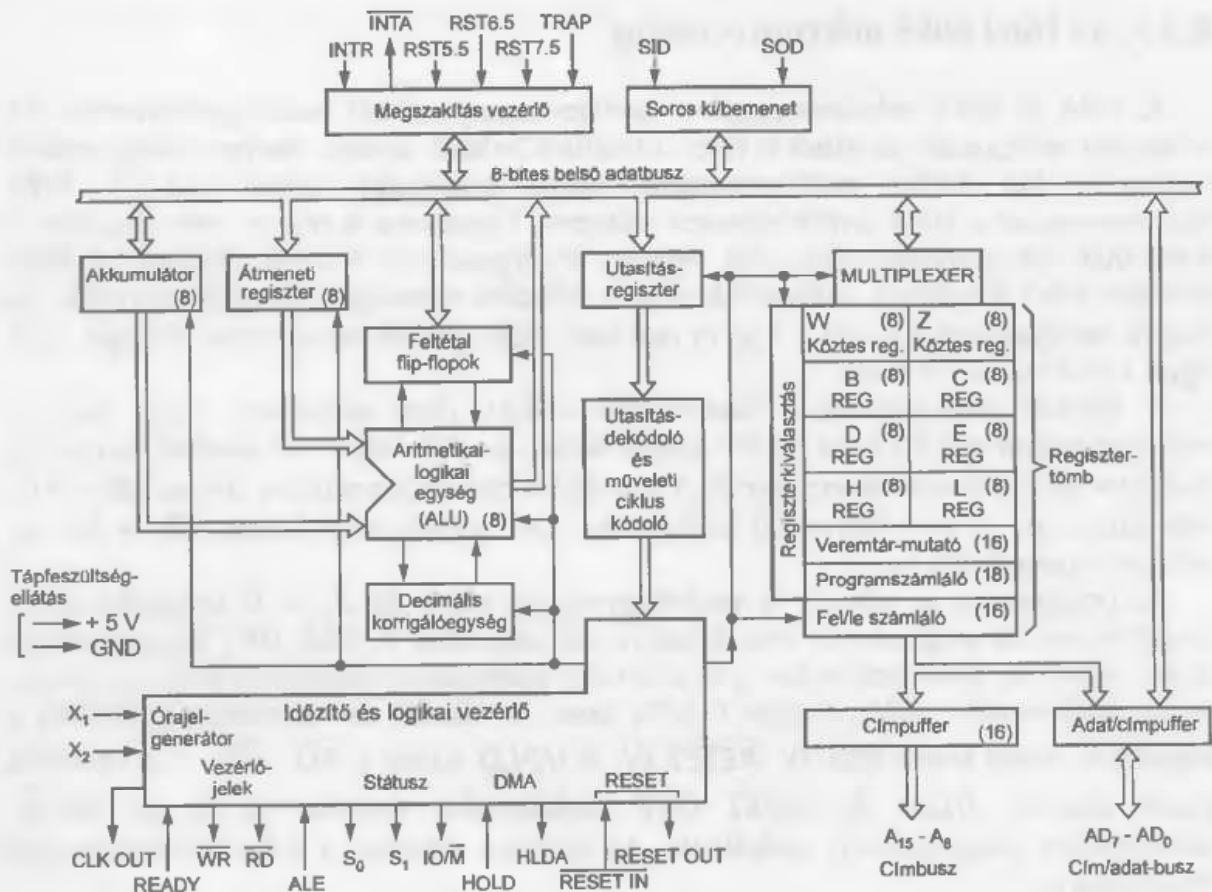 INTA RST6.5 TRAP
INTR RST5.5 RST7.5
SID SOD
Megszakítás vezérlő
Soros ki/bemenet
8-bites belső adatbusz
Akkumulátor (8)
Átmeneti regiszter (8)
Utasítás-
regiszter
MULTIPLEXER
Feltétal
flip-flopok
W (8) Z (8)
Köztes reg. Köztes reg.
B (8) C (8)
REG REG
D (8) E (8)
REG REG
H (8) L (8)
REG REG
Veremtár-mutató (16)
Programszámláló (18)
Fel/le számláló (16)
Regiszterkiválasztás
Regiszter-
tömb
Aritmetikai-
logikai
egység
(ALU) (8)
Utasítás-
dekódoló
és
műveleti
ciklus
kódoló
Decimális
korrigálóegység
Tápfeszültség-
ellátás
+ 5 V
GND
X1
X2
Órajel-
generátor
Időzítő és logikai vezérlő
Vezérlő-
jelek
Státusz
DMA
RESET
Címpuffer
(16)
Adat/címpuffer
CLK OUT WR RD S0 S1 IO/M HLDA RESET OUT
READY ALE HOLD RESET IN
A15 - A8
Címbusz
AD7 - AD0
Cím/adat-busz